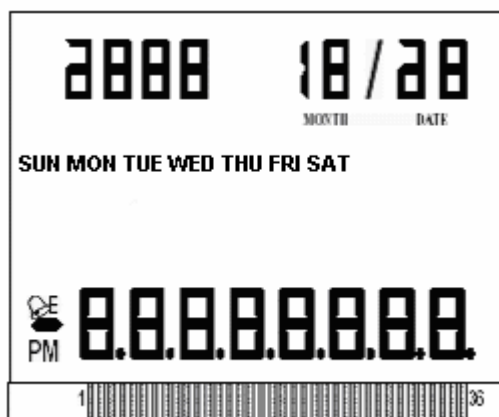 2888 18/28
MONTH DATE
SUN MON TUE WED THU FRI SAT
E
PM 8.8.8.8.8.8.8.8.
1 36